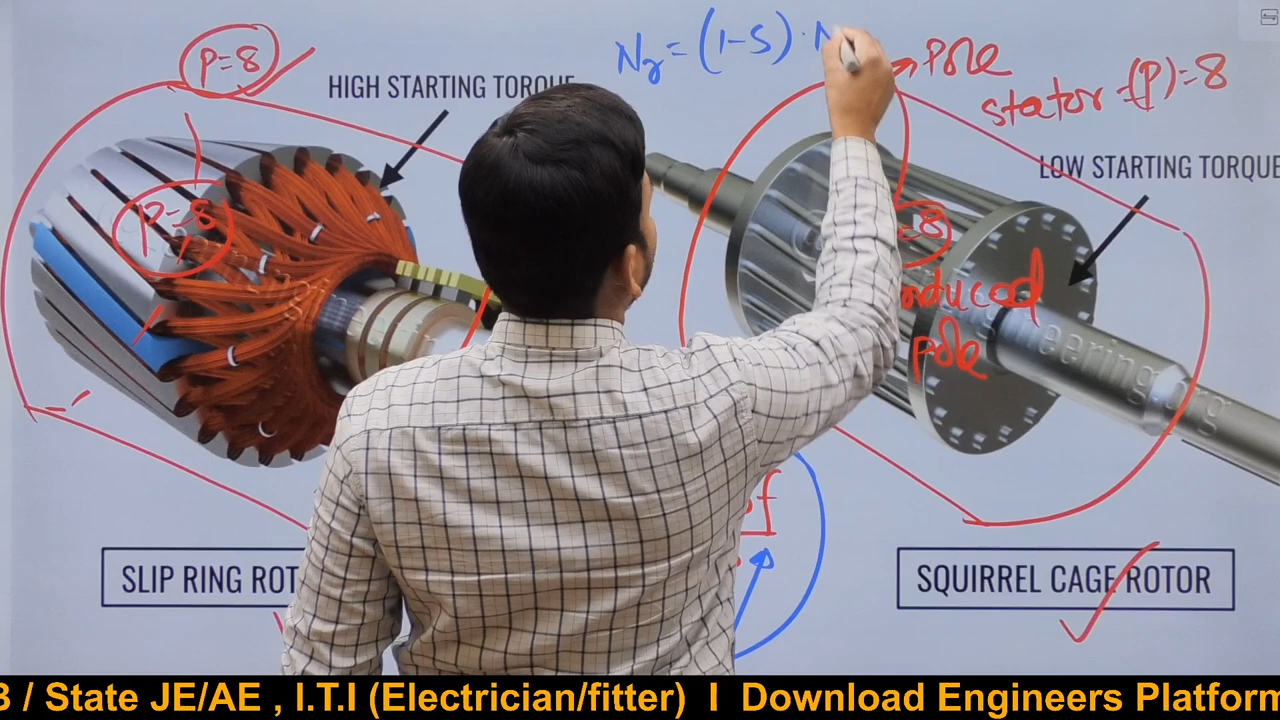 P=8
HIGH STARTING TORQUE
Nr = (1-S) · N
Pole
stator = (P) = 8
LOW STARTING TORQUE
P=8
=8
nduced
pole
f
SLIP RING ROT
SQUIRREL CAGE ROTOR
B / State JE/AE , I.T.I (Electrician/fitter) I Download Engineers Platform